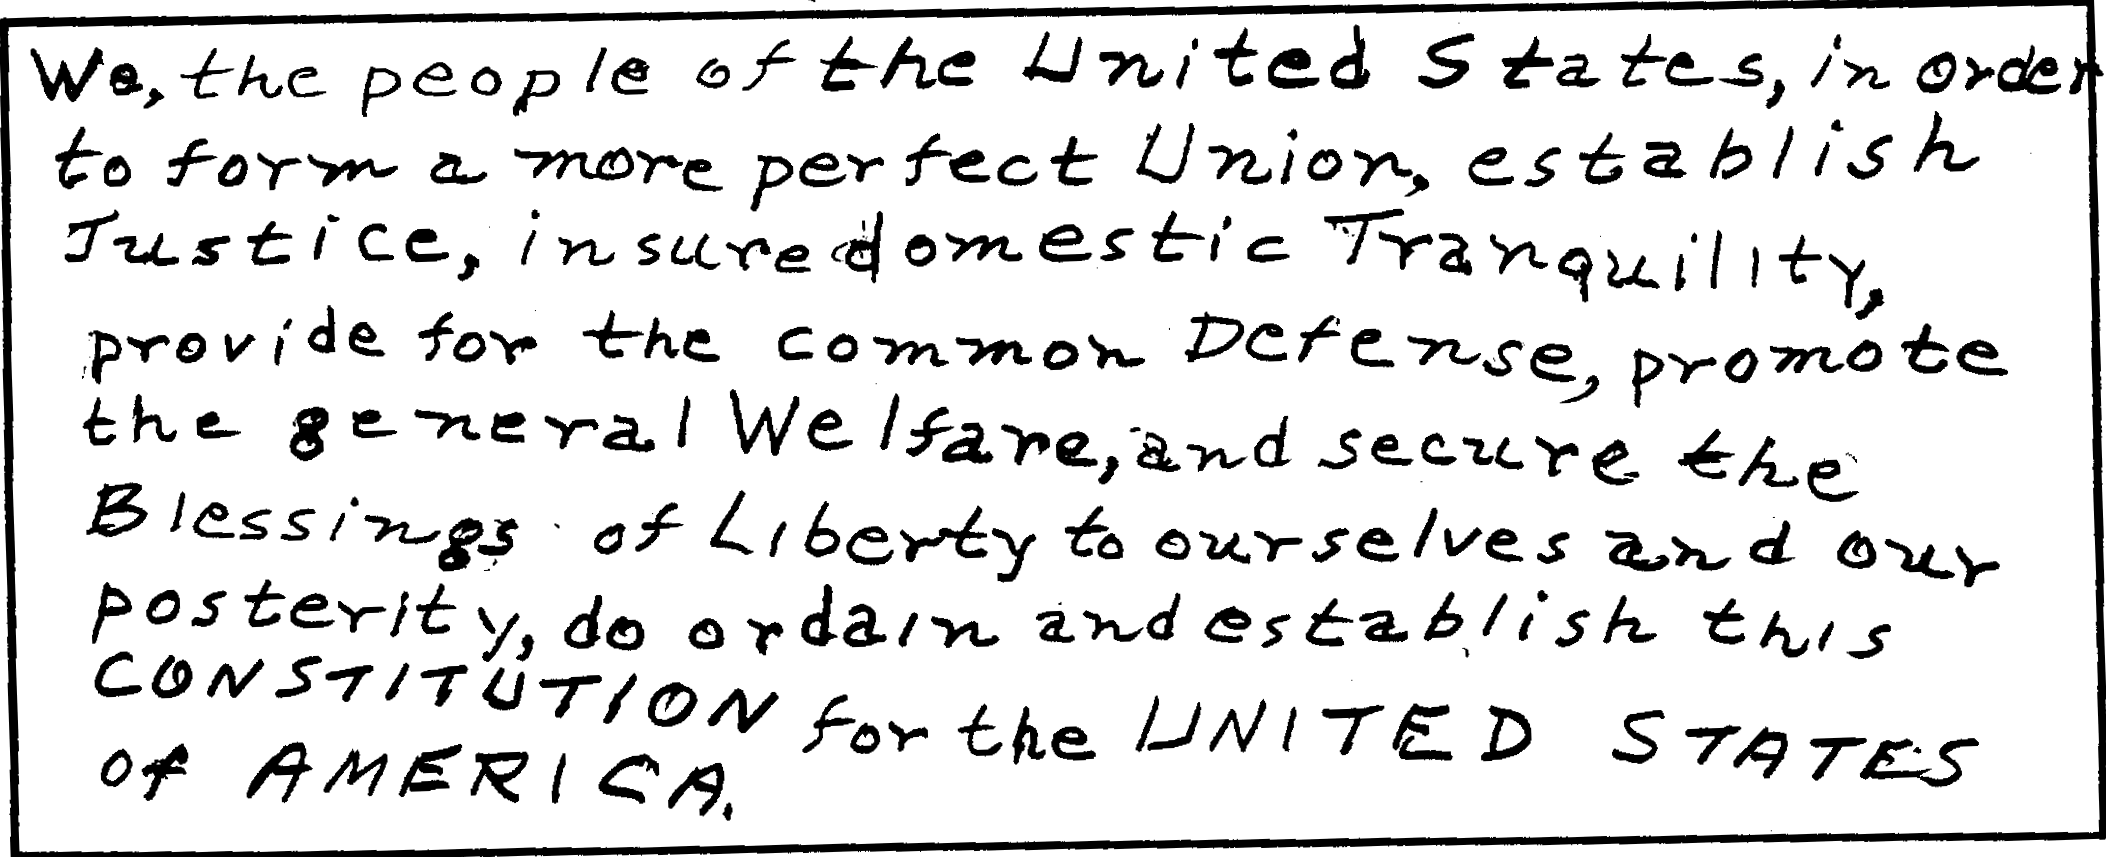 We, the people of the United States, in order
to form a more perfect Union, establish
Justice, insure domestic Tranquility,
provide for the common Defense, promote
the general Welfare, and secure the
Blessings of Liberty to ourselves and our
posterity, do ordain and establish this
CONSTITUTION for the UNITED STATES
of AMERICA.